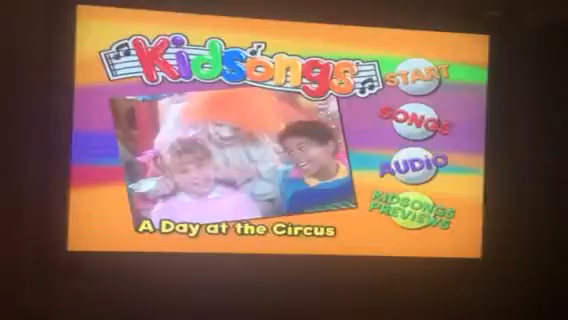 Kidsongs
START
SONGS
AUDIO
KIDSONGS
PREVIEWS
A Day at the Circus